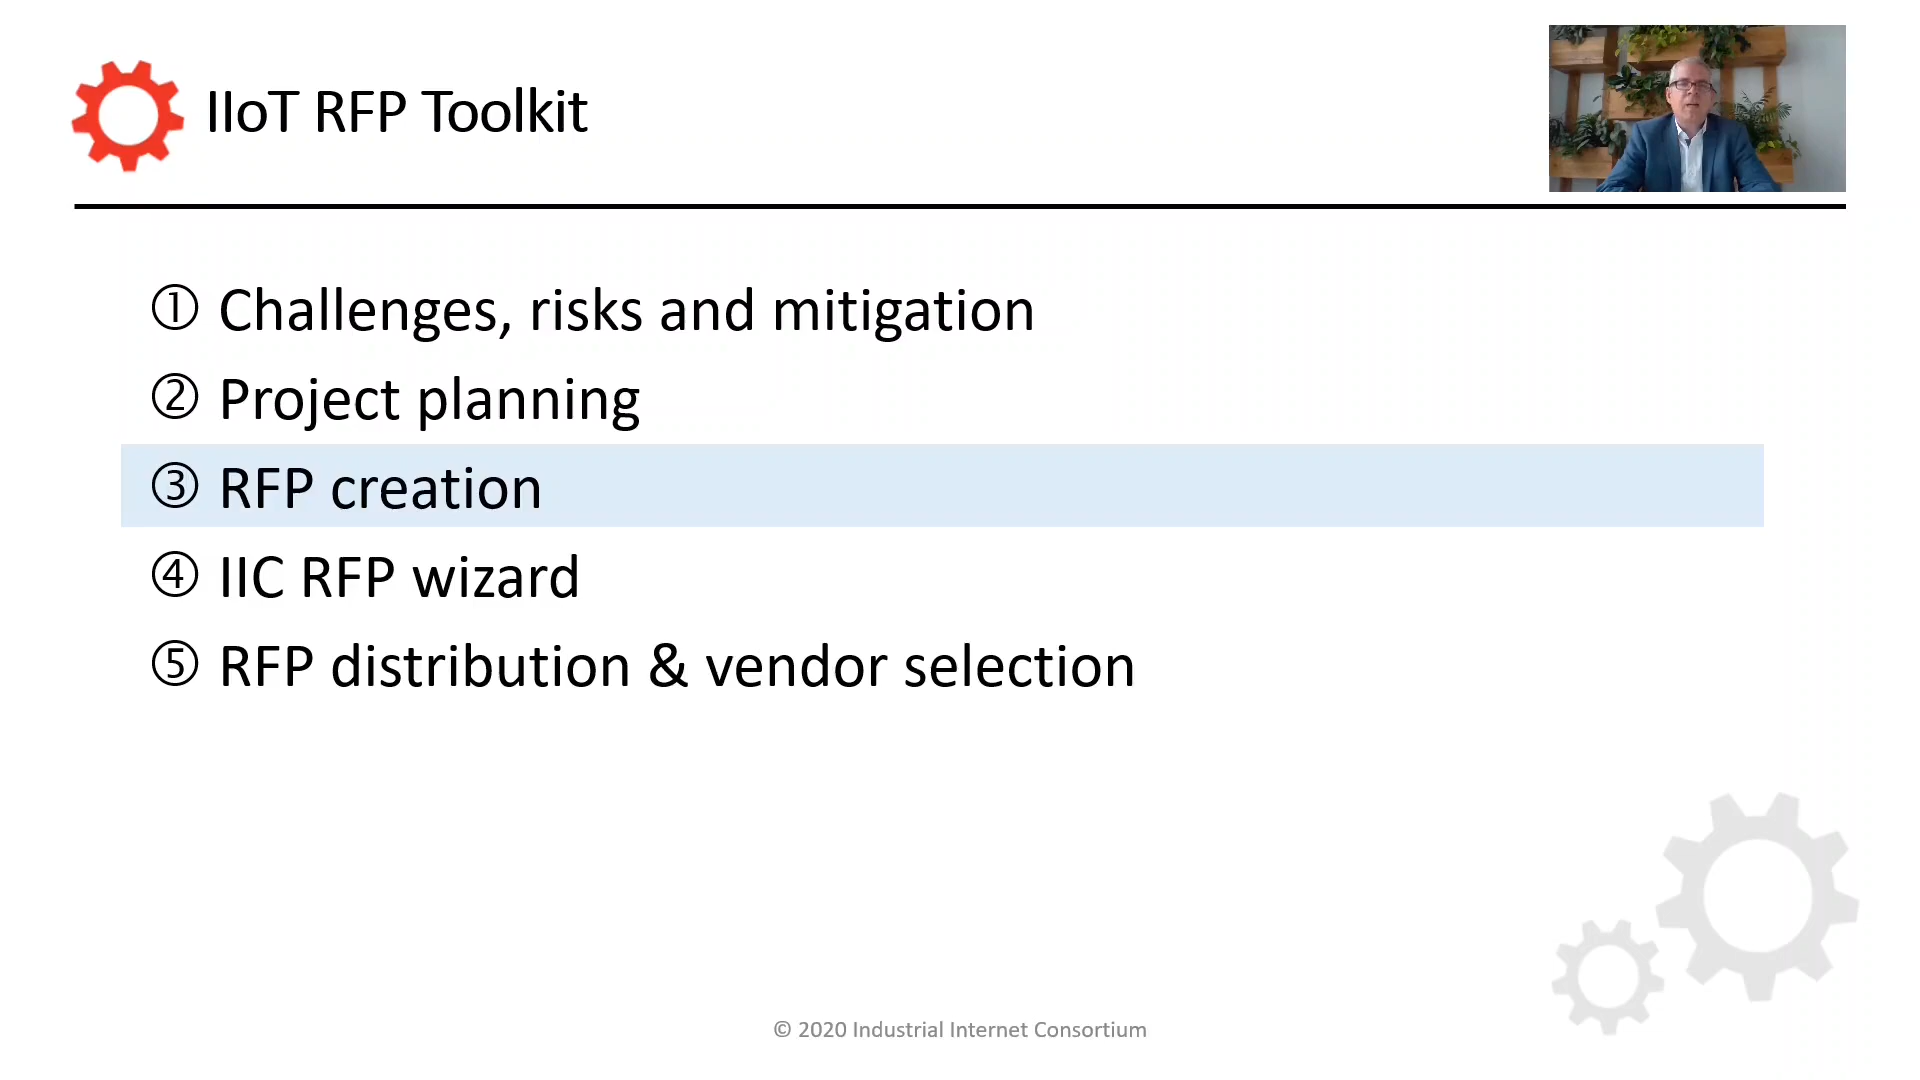 IIoT RFP Toolkit
① Challenges, risks and mitigation
② Project planning
③ RFP creation
④ IIC RFP wizard
⑤ RFP distribution & vendor selection
© 2020 Industrial Internet Consortium